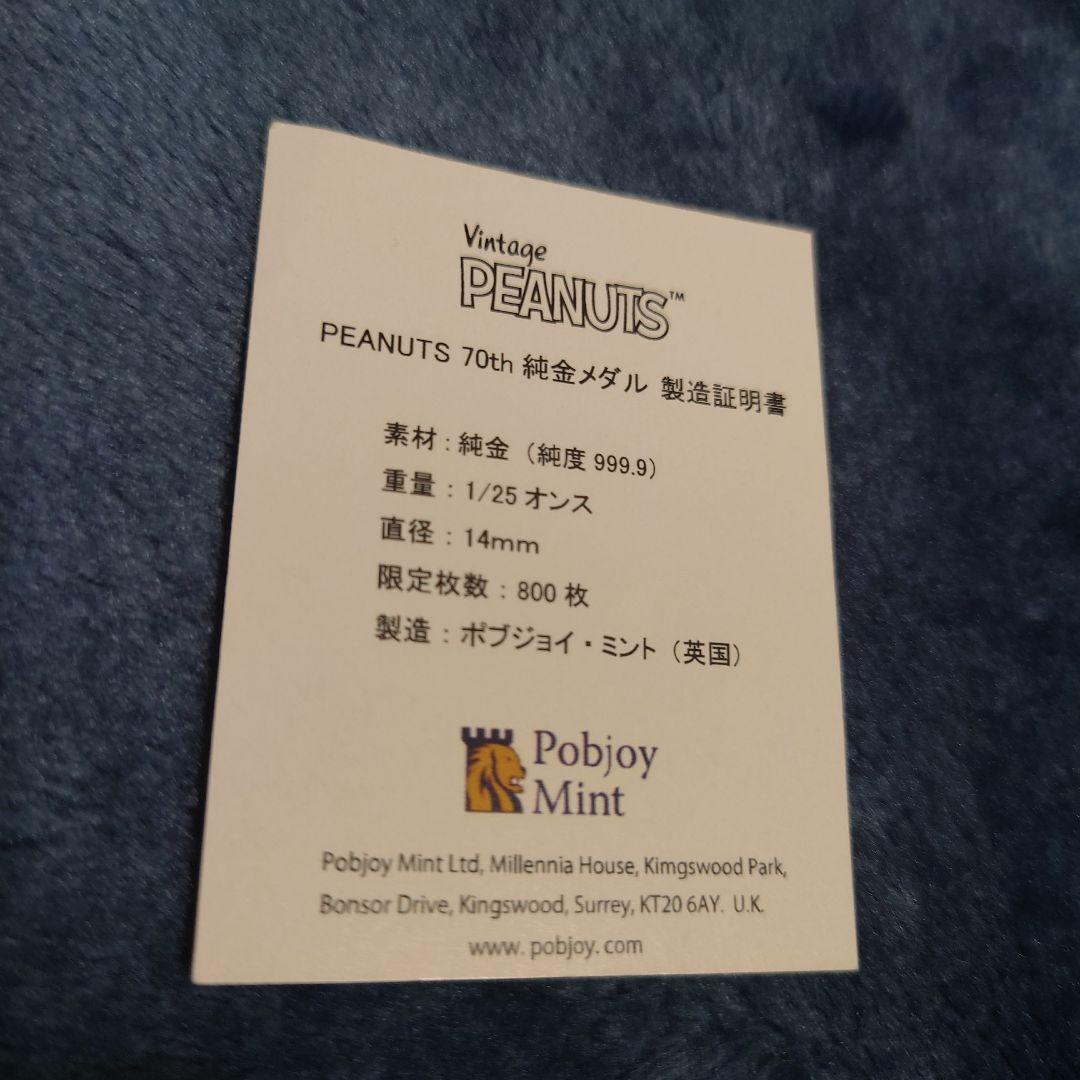 Vintage
PEANUTS™
PEANUTS 70th 純金メダル 製造証明書
素材：純金（純度 999.9）
重量：1/25 オンス
直径：14mm
限定枚数：800 枚
製造：ポブジョイ・ミント（英国）
Pobjoy
Mint
Pobjoy Mint Ltd, Millennia House, Kimgswood Park,
Bonsor Drive, Kingswood, Surrey, KT20 6AY. U.K.
www. pobjoy. com